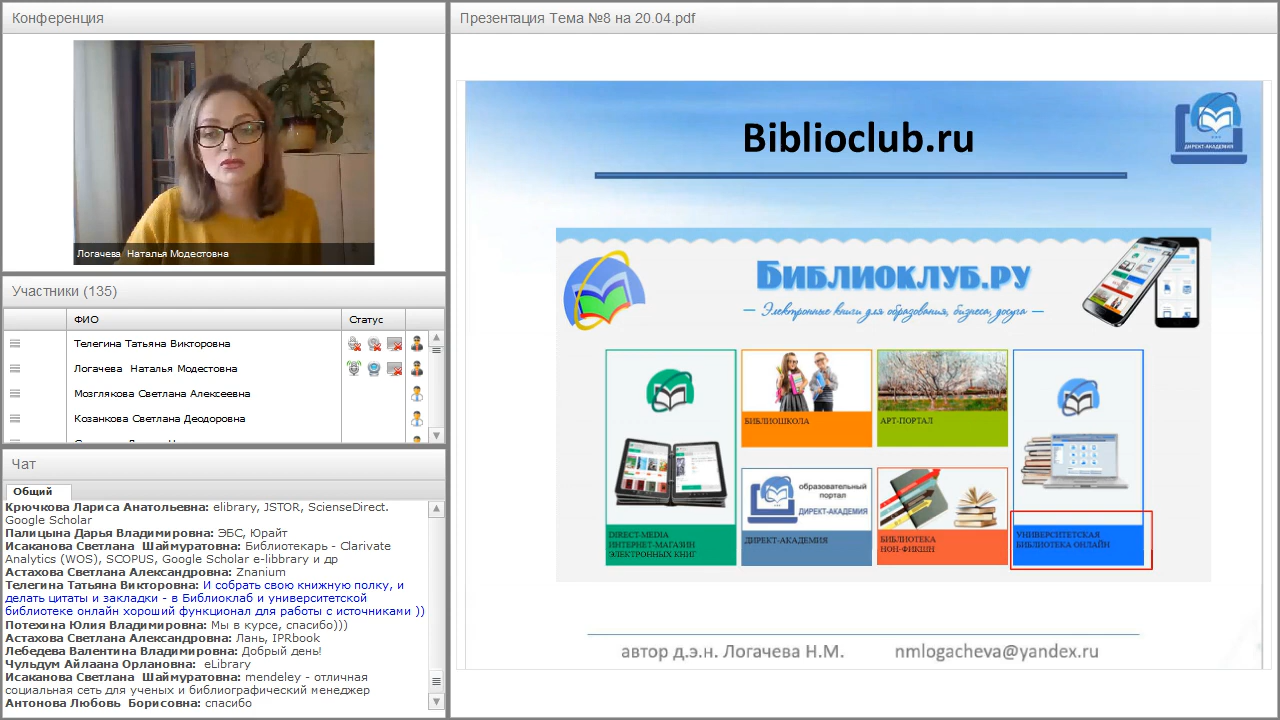 Конференция
Логачева Наталья Модестовна
Участники (135)
ФИО
Статус
Телегина Татьяна Викторовна
Логачева Наталья Модестовна
Мозглякова Светлана Алексеевна
Козакова Светлана Деодоровна
Чат
Общий
Крючкова Лариса Анатольевна: elibrary, JSTOR, ScienseDirect.
Google Scholar
Палицына Дарья Владимировна: ЭБС, Юрайт
Исаканова Светлана Шаймуратовна: Библиотекарь - Clarivate
Analytics (WOS), SCOPUS, Google Scholar e-libbrary и др
Астахова Светлана Александровна: Znanium
Телегина Татьяна Викторовна: И собрать свою книжную полку, и
делать цитаты и закладки - в Библиоклаб и университетской
библиотеке онлайн хороший функционал для работы с источниками ))
Потехина Юлия Владимировна: Мы в курсе, спасибо)))
Астахова Светлана Александровна: Лань, IPRbook
Лебедева Валентина Владимировна: Добрый день!
Чульдум Айлаана Орлановна: eLibrary
Исаканова Светлана Шаймуратовна: mendeley - отличная
социальная сеть для ученых и библиографический менеджер
Антонова Любовь Борисовна: спасибо
Презентация Тема №8 на 20.04.pdf
Biblioclub.ru
ДИРЕКТ-АКАДЕМИЯ
БИБЛИОКЛУБ.РУ
— Электронные книги для образования, бизнеса, досуга —
БИБЛИОШКОЛА
АРТ-ПОРТАЛ
образовательный
портал
ДИРЕКТ-АКАДЕМИЯ
DIRECT-MEDIA
ИНТЕРНЕТ-МАГАЗИН
ЭЛЕКТРОННЫХ КНИГ
ДИРЕКТ-АКАДЕМИЯ
БИБЛИОТЕКА
НОН-ФИКШН
УНИВЕРСИТЕТСКАЯ
БИБЛИОТЕКА ОНЛАЙН
автор д.э.н. Логачева Н.М.
nmlogacheva@yandex.ru